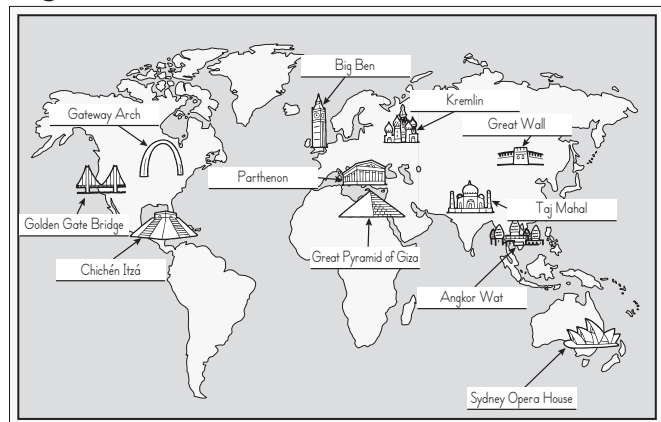 Big Ben
Kremlin
Gateway Arch
Great Wall
Parthenon
Taj Mahal
Golden Gate Bridge
Great Pyramid of Giza
Chichén Itzá
Angkor Wat
Sydney Opera House